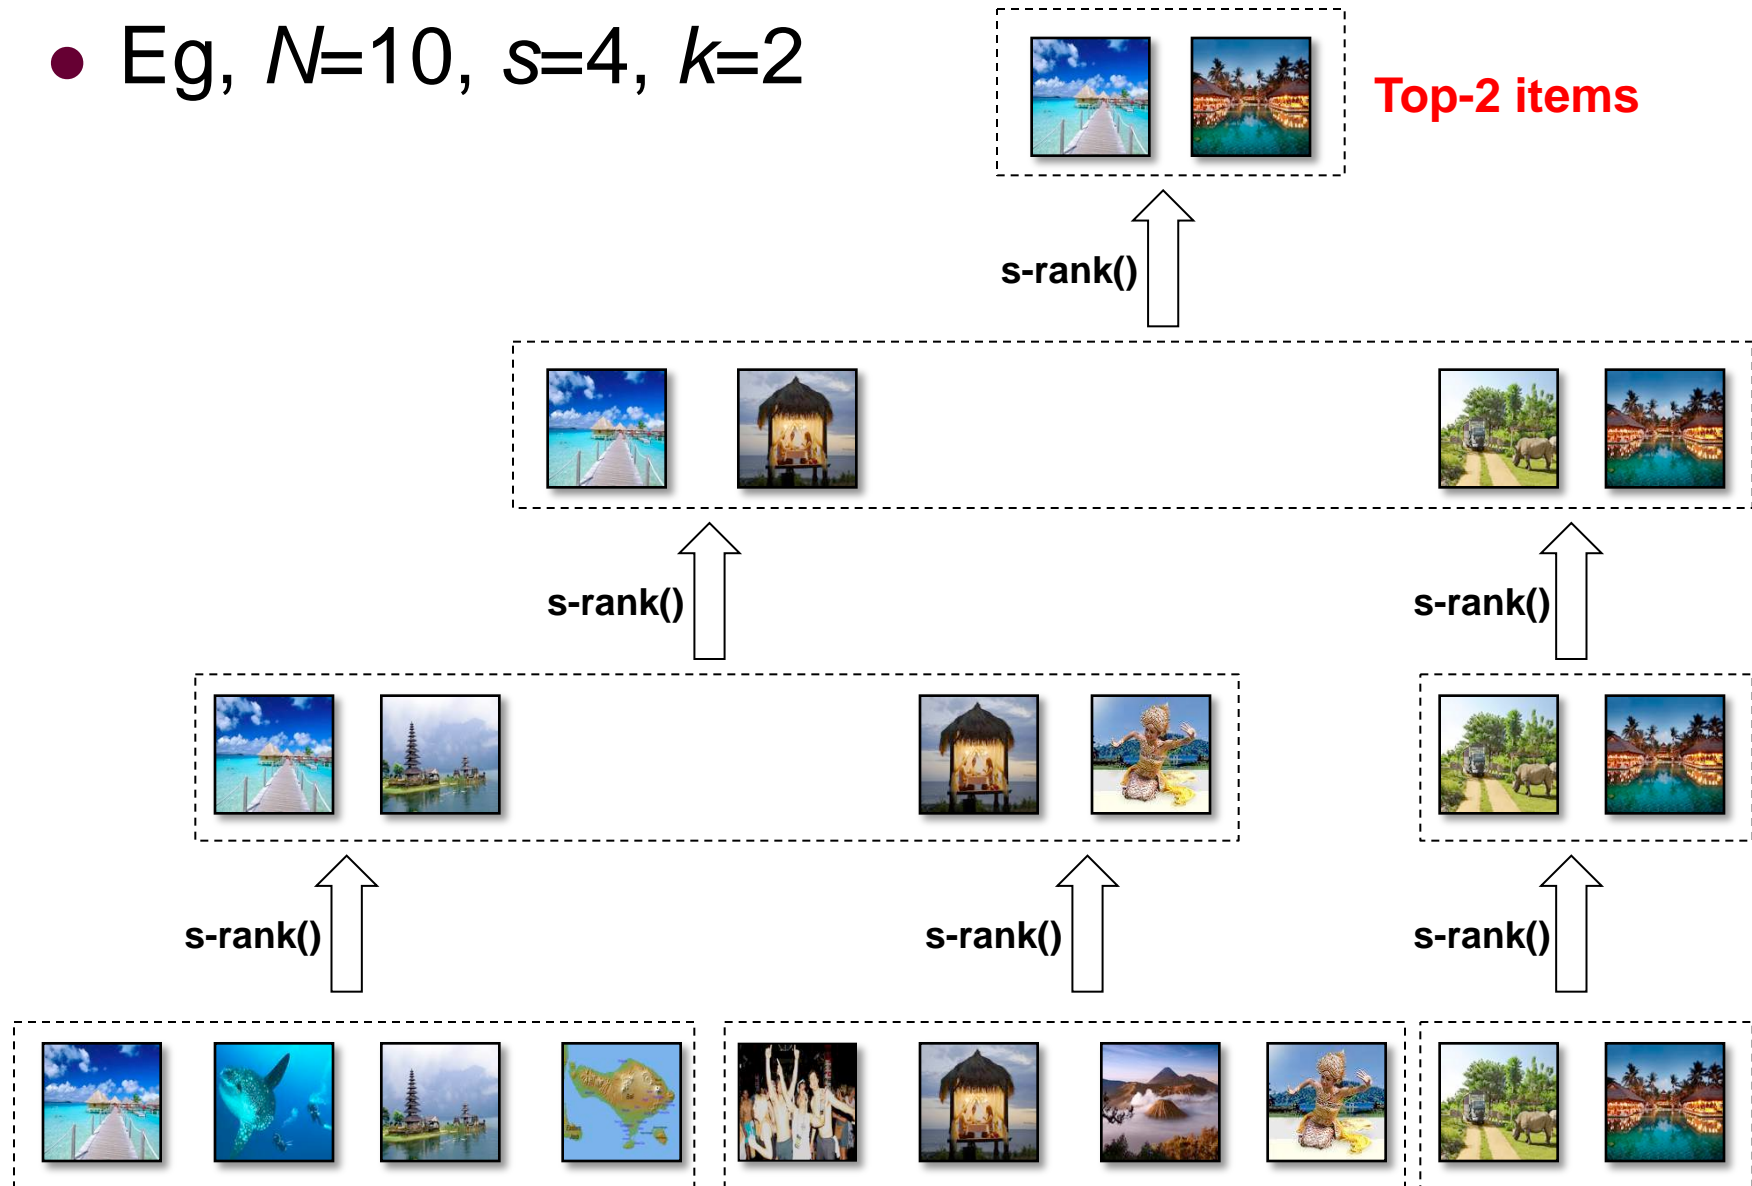 Eg, N=10, s=4, k=2
Top-2 items
s-rank()
s-rank()
s-rank()
s-rank()
s-rank()
s-rank()